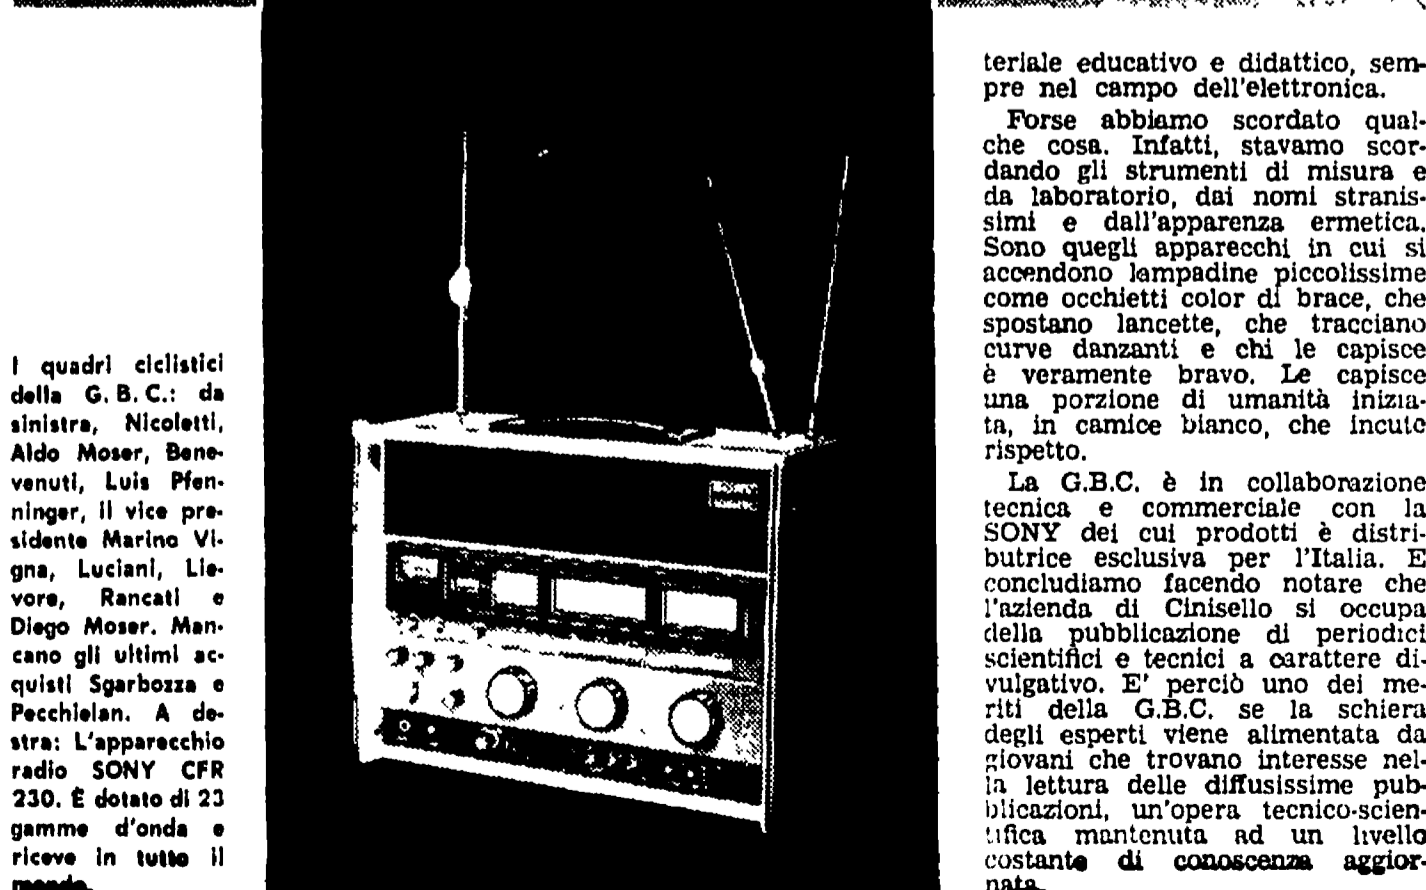 I quadri ciclistici
della G. B. C.: da
sinistra, Nicoletti,
Aldo Moser, Bene-
venuti, Luis Pfen-
ninger, il vice pre-
sidente Marino Vi-
gna, Luciani, Lie-
vore, Rancati e
Diego Moser. Man-
cano gli ultimi ac-
quisti Sgarbozza e
Pecchielan. A de-
stra: L'apparecchio
radio SONY CFR
230. È dotato di 23
gamme d'onda e
riceve in tutto il
mondo.
SONY
teriale educativo e didattico, sem-
pre nel campo dell'elettronica.
Forse abbiamo scordato qual-
che cosa. Infatti, stavamo scor-
dando gli strumenti di misura e
da laboratorio, dai nomi stranis-
simi e dall'apparenza ermetica.
Sono quegli apparecchi in cui si
accendono lampadine piccolissime
come occhietti color di brace, che
spostano lancette, che tracciano
curve danzanti e chi le capisce
è veramente bravo. Le capisce
una porzione di umanità inizia-
ta, in camice bianco, che incute
rispetto.
La G.B.C. è in collaborazione
tecnica e commerciale con la
SONY dei cui prodotti è distri-
butrice esclusiva per l'Italia. E
concludiamo facendo notare che
l'azienda di Cinisello si occupa
della pubblicazione di periodici
scientifici e tecnici a carattere di-
vulgativo. E' perciò uno dei me-
riti della G.B.C. se la schiera
degli esperti viene alimentata da
giovani che trovano interesse nel-
la lettura delle diffusissime pub-
blicazioni, un'opera tecnico-scien-
tifica mantenuta ad un livello
costante di conoscenza aggior-
nata.